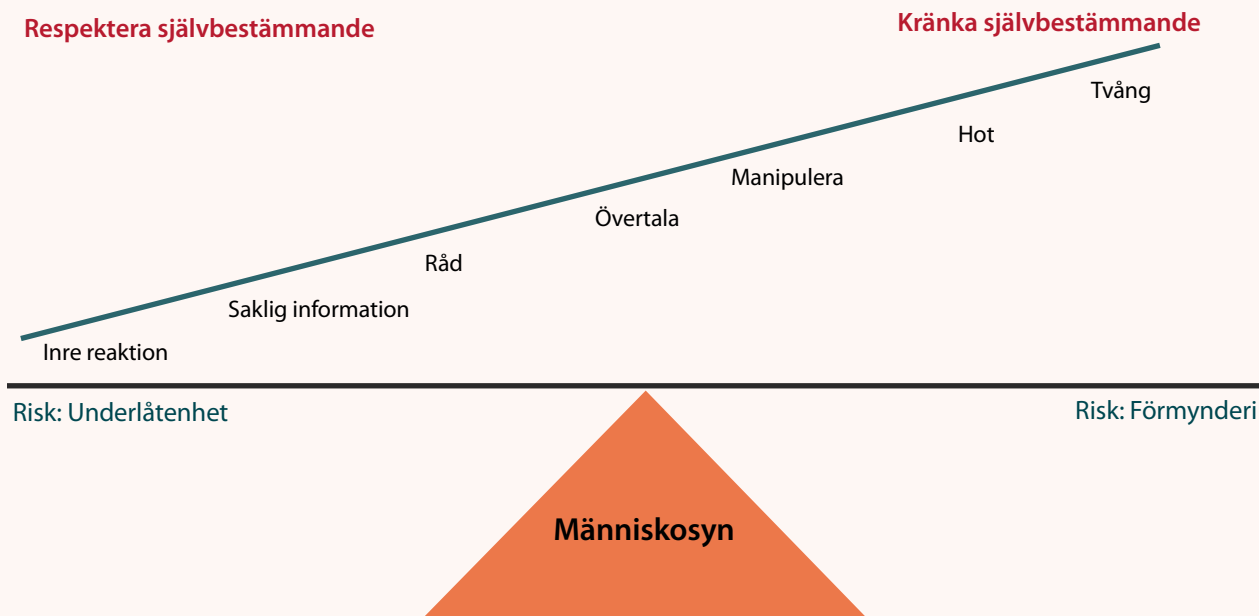 Respektera självbestämmande
Kränka självbestämmande
Tvång
Hot
Manipulera
Övertala
Råd
Saklig information
Inre reaktion
Risk: Underlåtenhet
Risk: Förmynderi
Människosyn